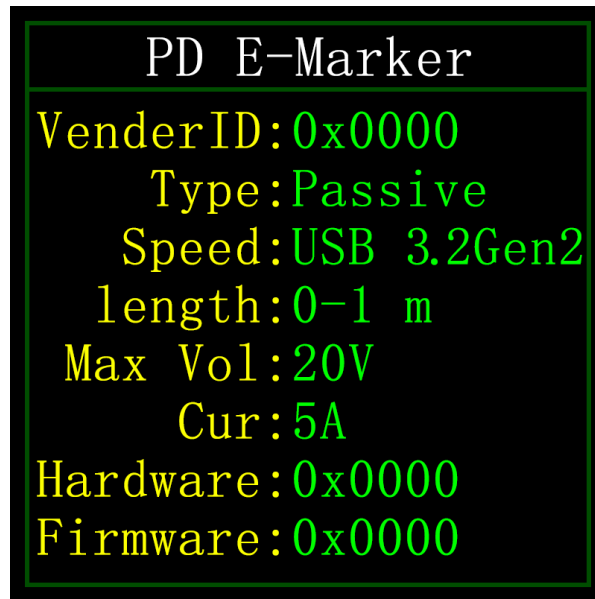 PD E-Marker
VenderID:0x0000
Type:Passive
Speed:USB 3.2Gen2
length:0-1 m
Max Vol:20V
Cur:5A
Hardware:0x0000
Firmware:0x0000